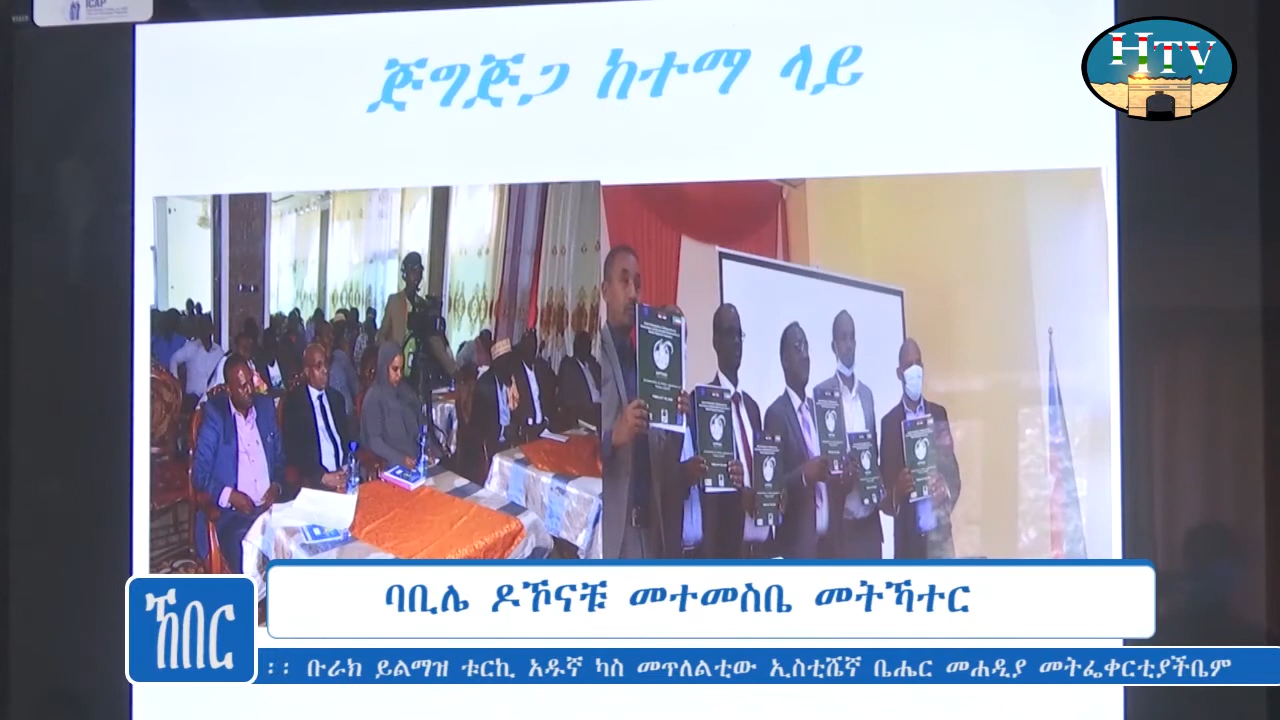 ICAP
HTV
ጅግጅጋ ከተማ ላይ
ባቢሌ ዶኾናቹ መተመስቤ መትኻተር
ኸበር
፡፡ ቡራክ ይልማዝ ቱርኪ አዱኛ ካስ መጥለልቲው ኢስቲሼኛ ቤሔር መሐዲያ መትፌቀርቲያችቤም